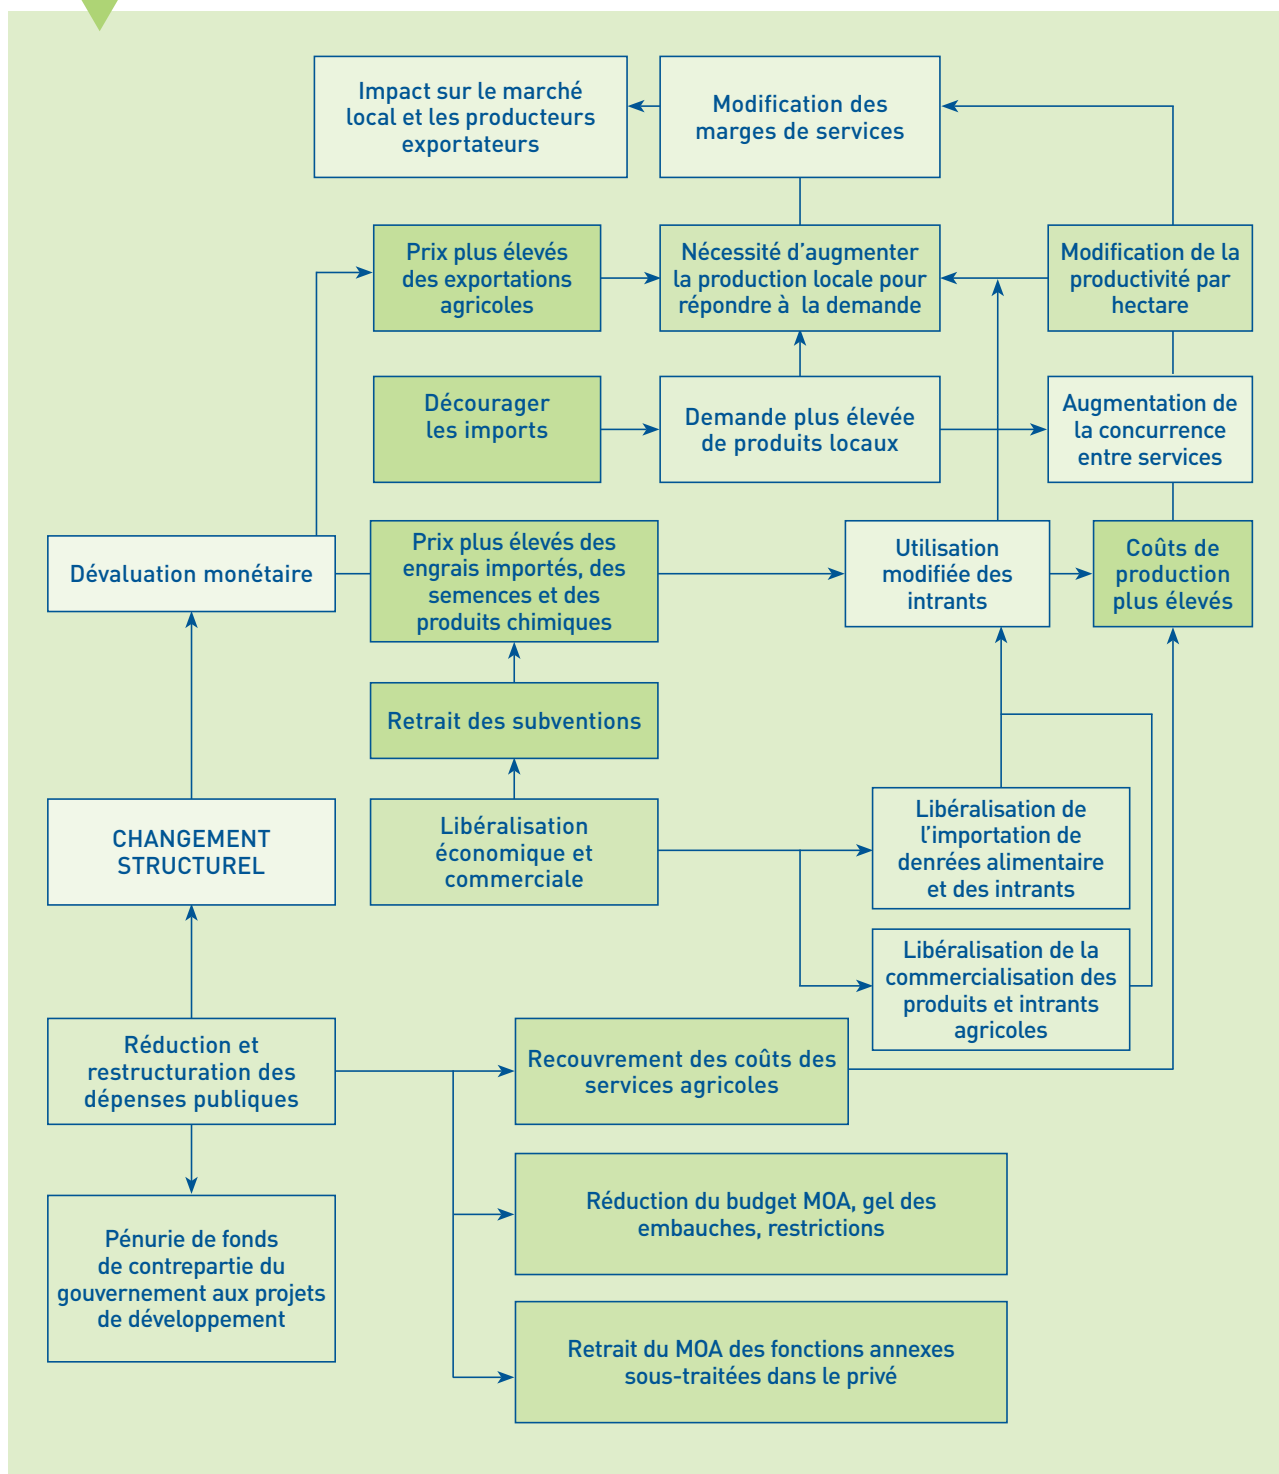 Impact sur le marché
local et les producteurs
exportateurs
Modification des
marges de services
Prix plus élevés
des exportations
agricoles
Nécessité d'augmenter
la production locale pour
répondre à la demande
Modification de la
productivité par
hectare
Décourager
les imports
Demande plus élevée
de produits locaux
Augmentation de
la concurrence
entre services
Dévaluation monétaire
Prix plus élevés des
engrais importés, des
semences et des
produits chimiques
Utilisation
modifiée des
intrants
Coûts de
production
plus élevés
Retrait des subventions
CHANGEMENT
STRUCTUREL
Libéralisation
économique et
commerciale
Libéralisation de
l'importation de
denrées alimentaire
et des intrants
Libéralisation de la
commercialisation des
produits et intrants
agricoles
Réduction et
restructuration des
dépenses publiques
Recouvrement des coûts des
services agricoles
Réduction du budget MOA, gel des
embauches, restrictions
Pénurie de fonds
de contrepartie du
gouvernement aux projets
de développement
Retrait du MOA des fonctions annexes
sous-traitées dans le privé